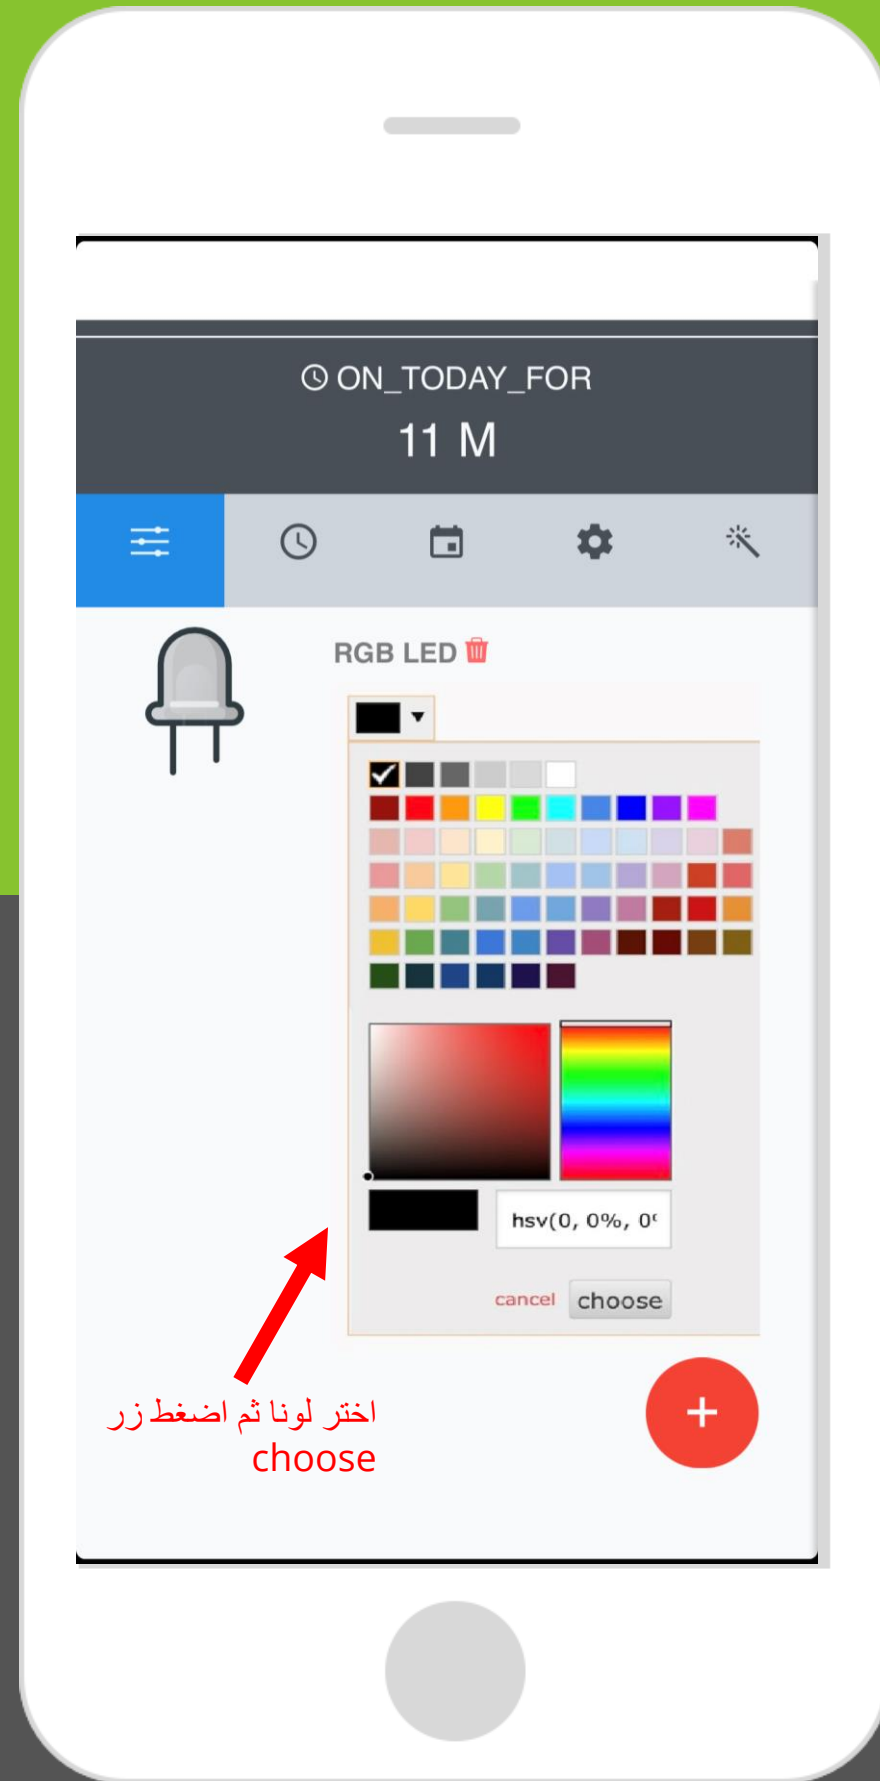 ON_TODAY_FOR
11 M
RGB LED
hsv(0, 0%, 0
cancel choose
اختر لونا ثم اضغط زر
choose